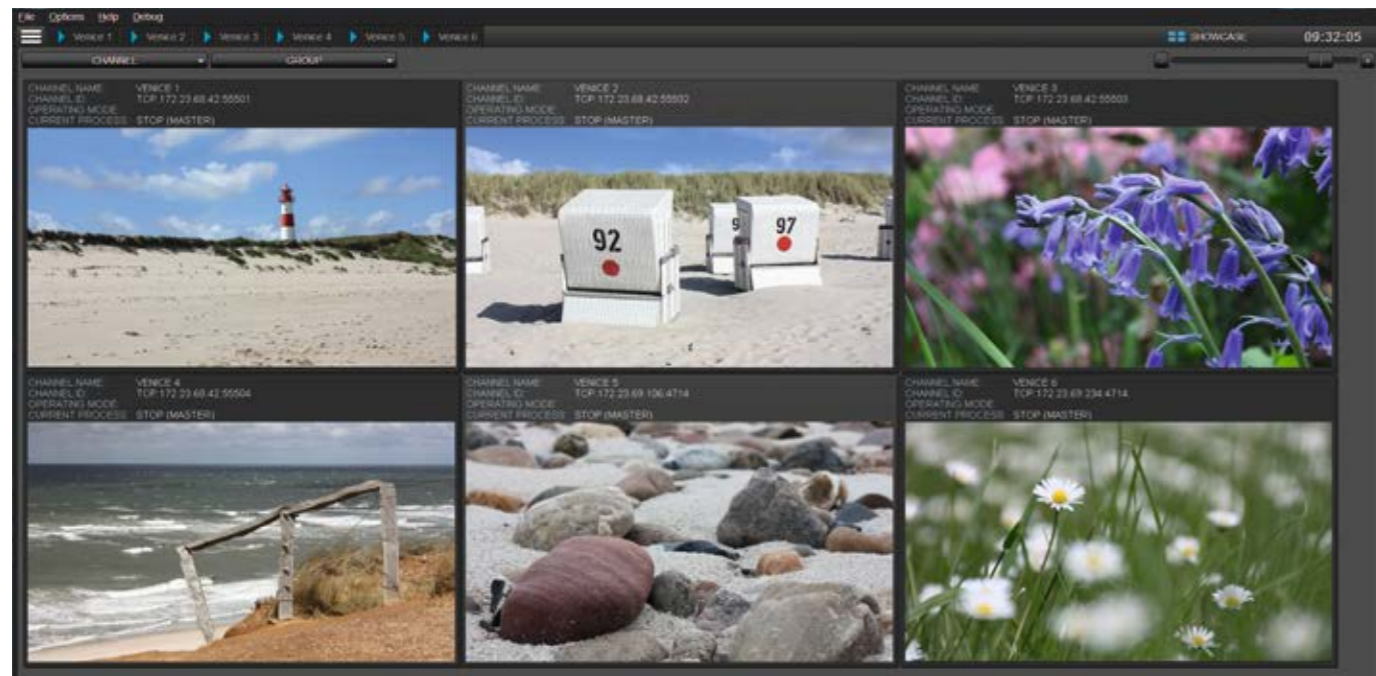 File Options Help Debug
Venice 1 Venice 2 Venice 3 Venice 4 Venice 5 Venice 6 SHOWCASE 09:32:05
CHANNEL GROUP
CHANNEL NAME: VENICE 1
CHANNEL ID: TCP:172.23.68.42:55501
OPERATING MODE:
CURRENT PROCESS: STOP (MASTER)
CHANNEL NAME: VENICE 2
CHANNEL ID: TCP:172.23.68.42:55502
OPERATING MODE:
CURRENT PROCESS: STOP (MASTER)
CHANNEL NAME: VENICE 3
CHANNEL ID: TCP:172.23.68.42:55503
OPERATING MODE:
CURRENT PROCESS: STOP (MASTER)
92
9
97
CHANNEL NAME: VENICE 4
CHANNEL ID: TCP:172.23.68.42:55504
OPERATING MODE:
CURRENT PROCESS: STOP (MASTER)
CHANNEL NAME: VENICE 5
CHANNEL ID: TCP:172.23.69.106:4714
OPERATING MODE:
CURRENT PROCESS: STOP (MASTER)
CHANNEL NAME: VENICE 6
CHANNEL ID: TCP:172.23.69.234:4714
OPERATING MODE:
CURRENT PROCESS: STOP (MASTER)